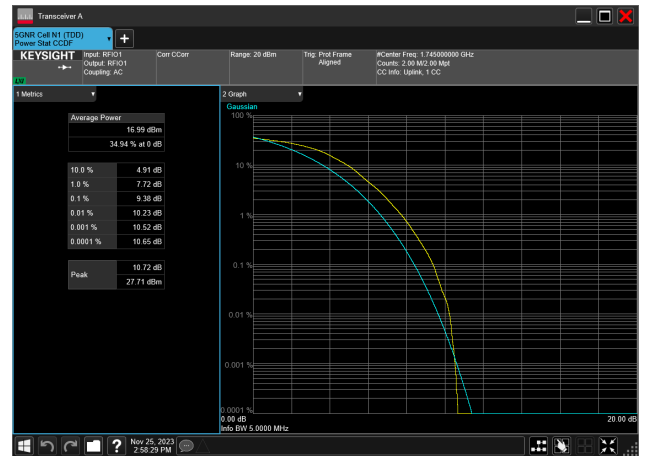 Transceiver A
5GNR Cell N1 (TDD)
Power Stat CCDF
KEYSIGHT
LXI
Input: RFIO1
Output: RFIO1
Coupling: AC
Corr CCorr
Range: 20 dBm
Trig: Prot Frame
Aligned
#Center Freq: 1.745000000 GHz
Counts: 2.00 M/2.00 Mpt
CC Info: Uplink, 1 CC
1 Metrics
Average Power
16.99 dBm
34.94 % at 0 dB
10.0 % 4.91 dB
1.0 % 7.72 dB
0.1 % 9.38 dB
0.01 % 10.23 dB
0.001 % 10.52 dB
0.0001 % 10.65 dB
Peak 10.72 dB
27.71 dBm
2 Graph
Gaussian
100 %
10 %
1 %
0.1 %
0.01 %
0.001 %
0.0001 %
0.00 dB 20.00 dB
Info BW 5.0000 MHz
Nov 25, 2023
2:58:29 PM